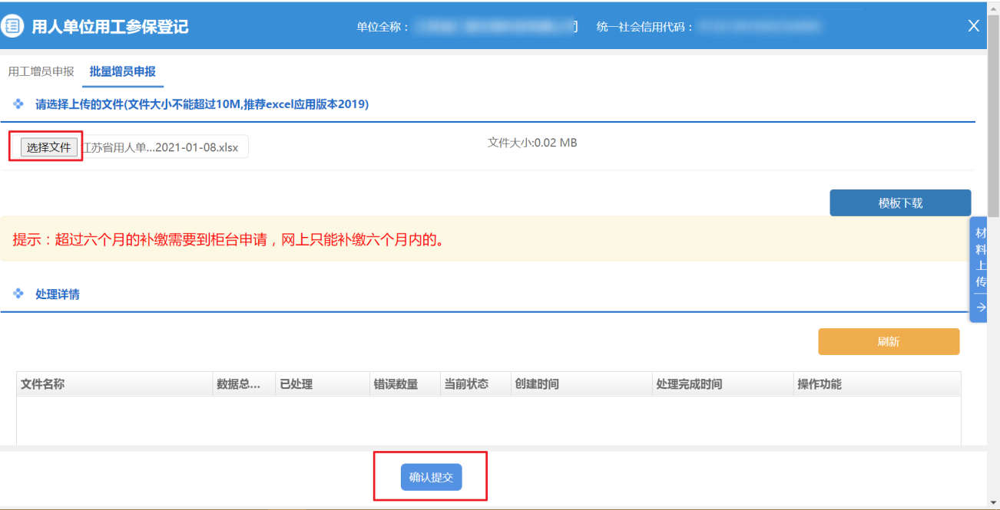 用人单位用工参保登记 单位全称： 统一社会信用代码：
用工增员申报 批量增员申报
请选择上传的文件(文件大小不能超过10M,推荐excel应用版本2019)
选择文件 江苏省用人单...2021-01-08.xlsx 文件大小:0.02 MB
模板下载
提示：超过六个月的补缴需要到柜台申请，网上只能补缴六个月内的。
材料上传
处理详情
刷新
文件名称 数据总... 已处理 错误数量 当前状态 创建时间 处理完成时间 操作功能
确认提交